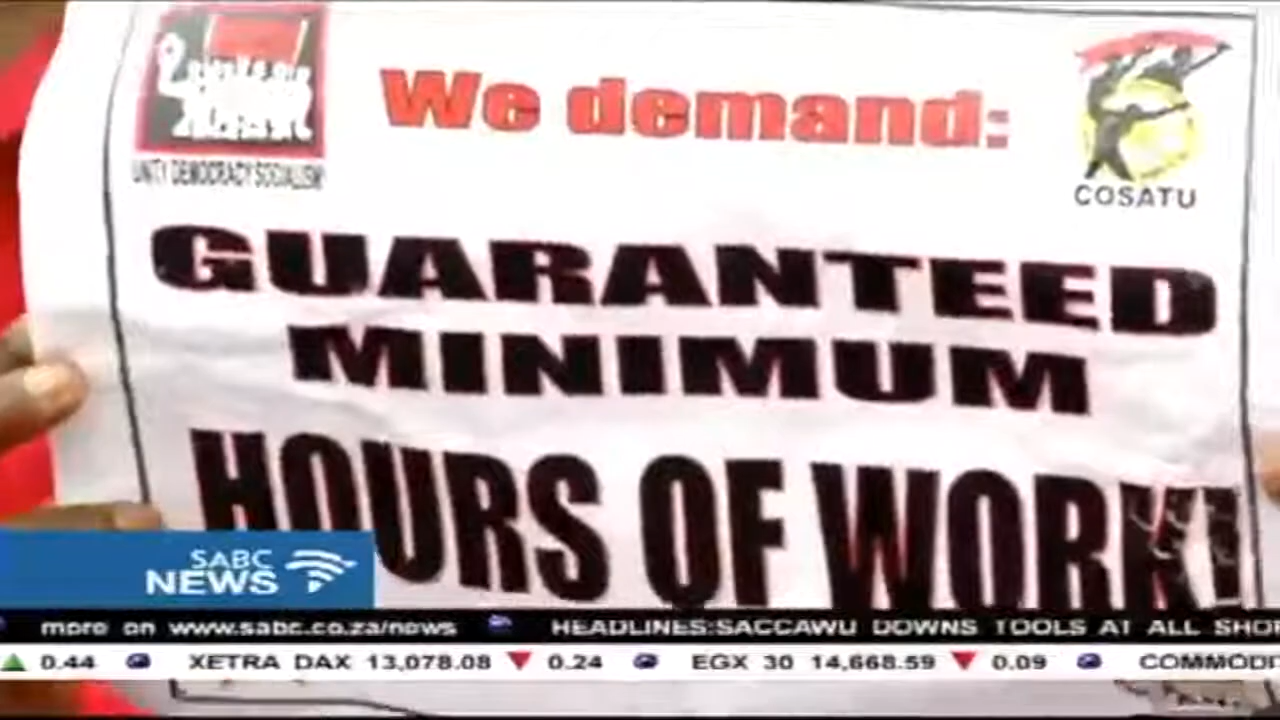 We demand:
UNITY DEMOCRACY SOCIALISM
COSATU
GUARANTEED
MINIMUM
HOURS OF WORK!
SABC
NEWS
more on www.sabc.co.za/news HEADLINES:SACCAWU DOWNS TOOLS AT ALL SHOP
0.44 XETRA DAX 13,078.08 0.24 EGX 30 14,668.59 0.09 COMMODI